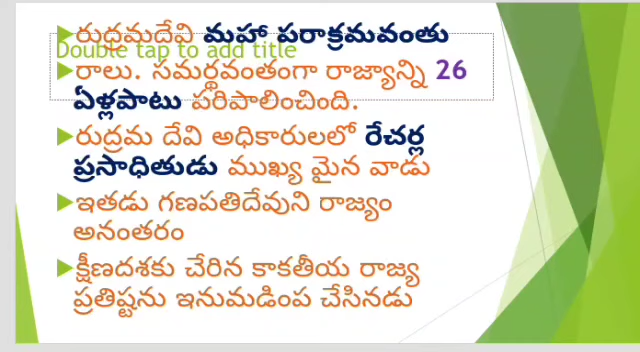 రుధ్రమదేవి మహా పరాక్రమవంతు
Double tap to add title
రాలు. సమర్థవంతంగా రాజ్యాన్ని 26
ఏళ్లపాటు పరిపాలించింది.
రుద్రమ దేవి అధికారులలో రేచర్ల
ప్రసాధితుడు ముఖ్య మైన వాడు
ఇతడు గణపతిదేవుని రాజ్యం
అనంతరం
క్షీణదశకు చేరిన కాకతీయ రాజ్య
ప్రతిష్టను ఇనుమడింప చేసినడు